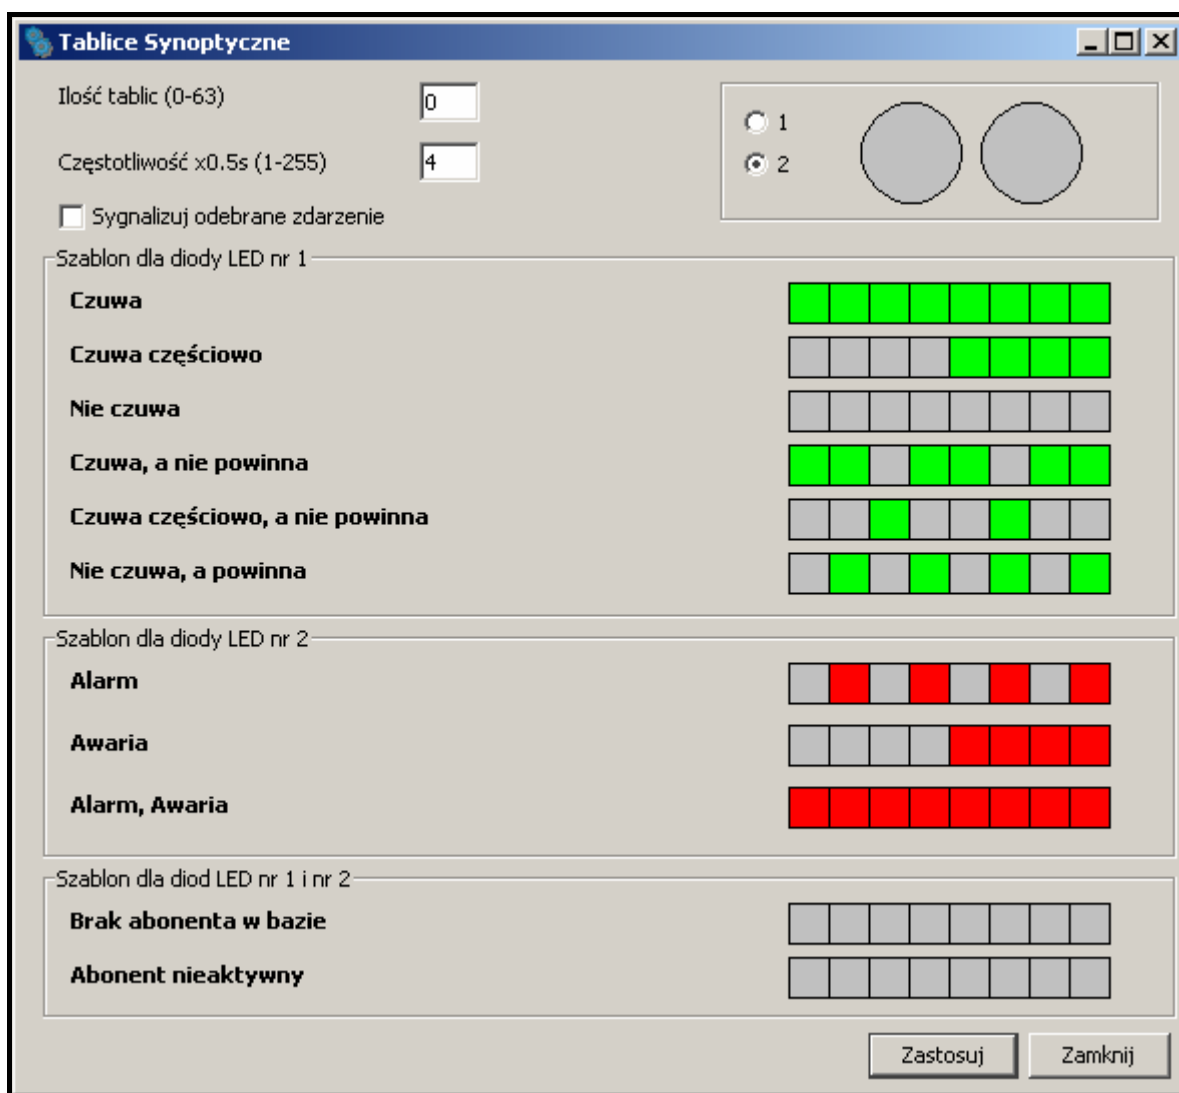 Tablice Synoptyczne
Ilość tablic (0-63)
0
Częstotliwość x0.5s (1-255)
4
1
2
Sygnalizuj odebrane zdarzenie
Szablon dla diody LED nr 1
Czuwa
Czuwa częściowo
Nie czuwa
Czuwa, a nie powinna
Czuwa częściowo, a nie powinna
Nie czuwa, a powinna
Szablon dla diody LED nr 2
Alarm
Awaria
Alarm, Awaria
Szablon dla diod LED nr 1 i nr 2
Brak abonenta w bazie
Abonent nieaktywny
Zastosuj
Zamknij